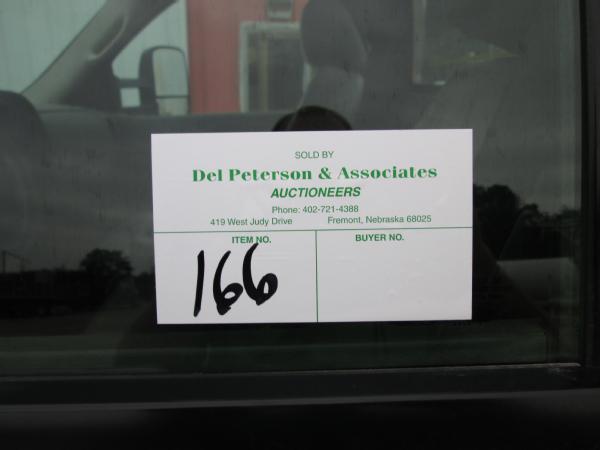 SOLD BY
Del Peterson & Associates
AUCTIONEERS
Phone: 402-721-4388
419 West Judy Drive Fremont, Nebraska 68025
ITEM NO. BUYER NO.
166